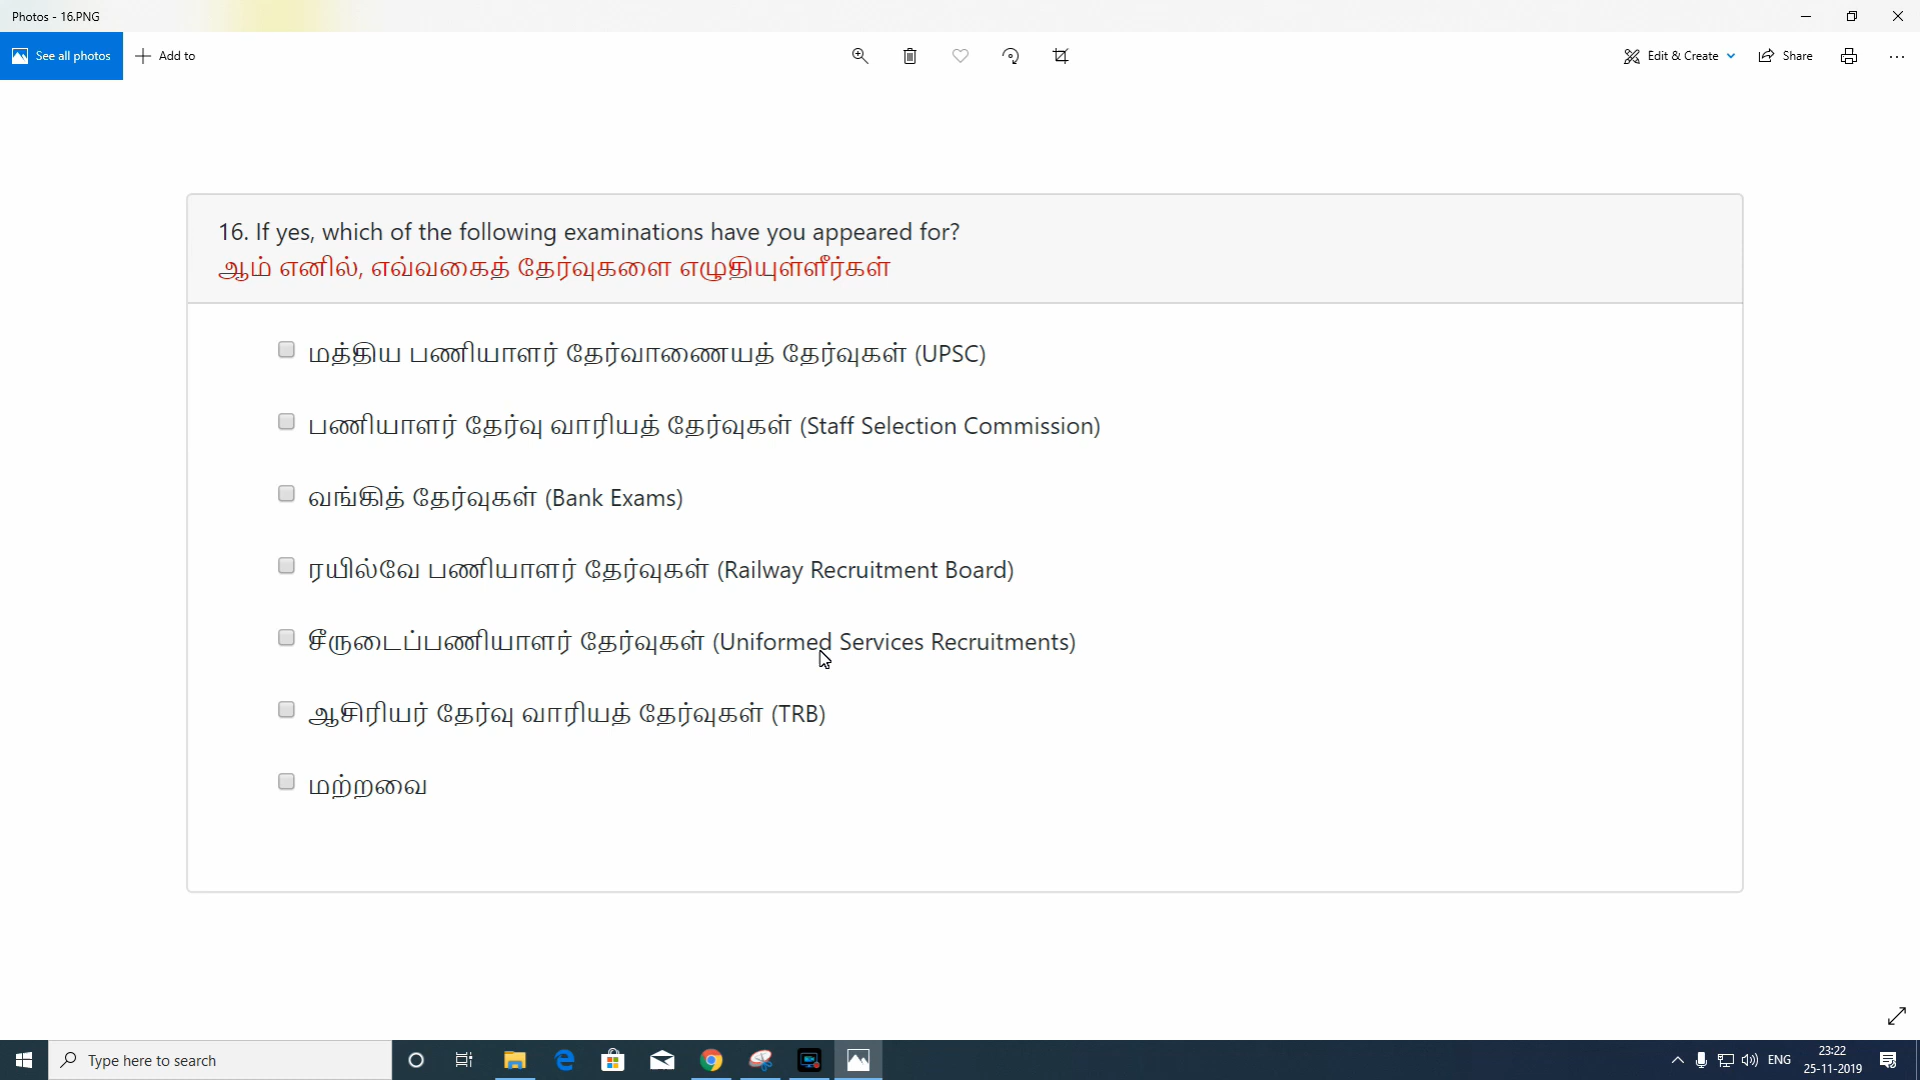 Photos - 16.PNG
See all photos
Add to
Edit & Create
Share
16. If yes, which of the following examinations have you appeared for?
ஆம் எனில், எவ்வகைத் தேர்வுகளை எழுதியுள்ளீர்கள்
மத்திய பணியாளர் தேர்வாணையத் தேர்வுகள் (UPSC)
பணியாளர் தேர்வு வாரியத் தேர்வுகள் (Staff Selection Commission)
வங்கித் தேர்வுகள் (Bank Exams)
ரயில்வே பணியாளர் தேர்வுகள் (Railway Recruitment Board)
சீருடைப்பணியாளர் தேர்வுகள் (Uniformed Services Recruitments)
ஆசிரியர் தேர்வு வாரியத் தேர்வுகள் (TRB)
மற்றவை
Type here to search
ENG
23:22
25-11-2019